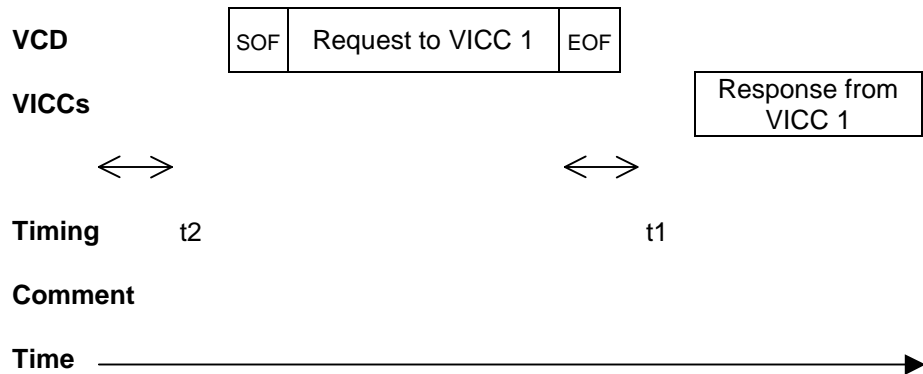 VCD SOF Request to VICC 1 EOF
VICCs Response from
VICC 1
Timing t2 t1
Comment
Time